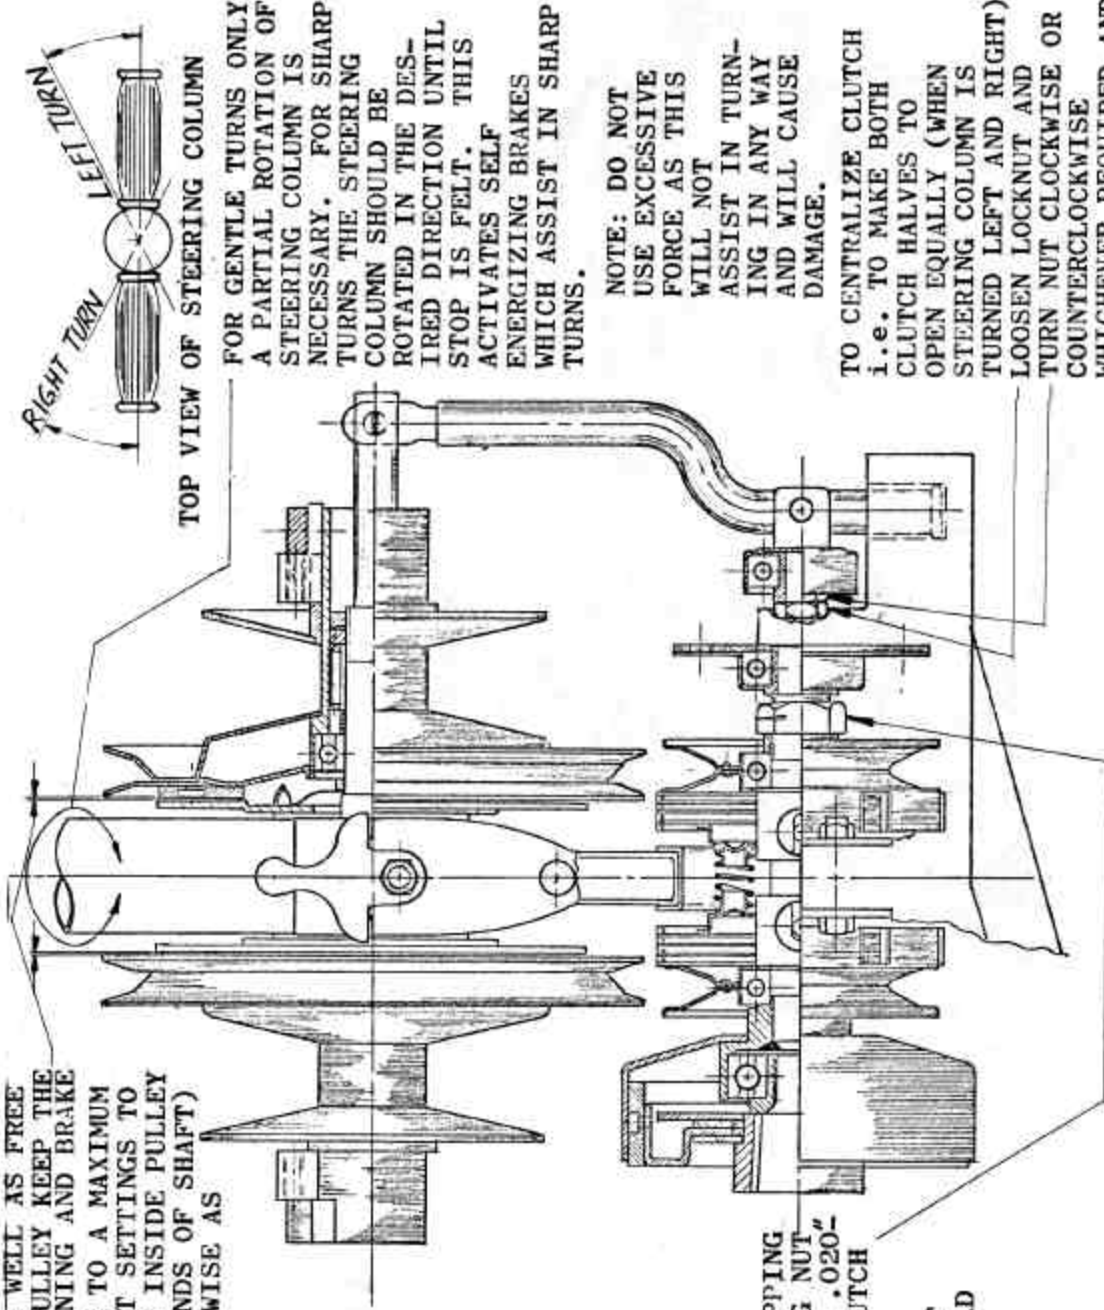 LEFT TURN
RIGHT TURN
TOP VIEW OF STEERING COLUMN
FOR GENTLE TURNS ONLY
A PARTIAL ROTATION OF
STEERING COLUMN IS
NECESSARY. FOR SHARP
TURNS THE STEERING
COLUMN SHOULD BE
ROTATED IN THE DES-
IRED DIRECTION UNTIL
STOP IS FELT. THIS
ACTIVATES SELF
ENERGIZING BRAKES
WHICH ASSIST IN SHARP
TURNS.
NOTE: DO NOT
USE EXCESSIVE
FORCE AS THIS
WILL NOT
ASSIST IN TURN-
ING IN ANY WAY
AND WILL CAUSE
DAMAGE.
TO CENTRALIZE CLUTCH
i.e. TO MAKE BOTH
CLUTCH HALVES TO
OPEN EQUALLY (WHEN
STEERING COLUMN IS
TURNED LEFT AND RIGHT)
LOOSEN LOCKNUT AND
TURN NUT CLOCKWISE OR
COUNTERCLOCKWISE
WHICHEVER REQUIRED AND
WELL AS FREE
ULLEY KEEP THE
NING AND BRAKE
TO A MAXIMUM
T SETTINGS TO
INSIDE PULLEY
NDS OF SHAFT)
WISE AS
PPING
G NUT
.020-
UTCH
D